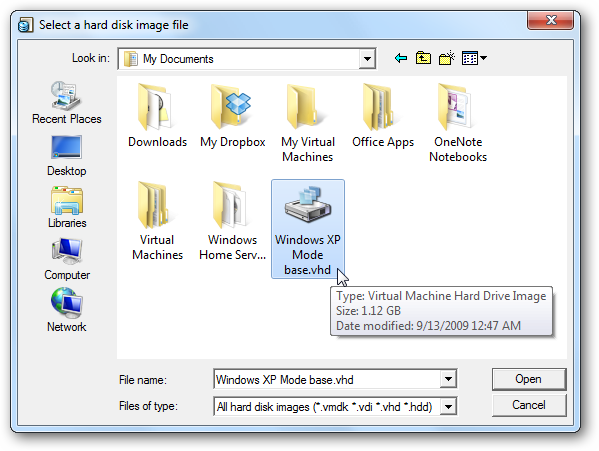 Select a hard disk image file
Look in:
My Documents
Recent Places
Desktop
Libraries
Computer
Network
Downloads
My Dropbox
My Virtual
Machines
Office Apps
OneNote
Notebooks
Virtual
Machines
Windows
Home Serv...
Windows XP
Mode
base.vhd
Type: Virtual Machine Hard Drive Image
Size: 1.12 GB
Date modified: 9/13/2009 12:47 AM
File name:
Windows XP Mode base.vhd
Open
Files of type:
All hard disk images (*.vmdk *.vdi *.vhd *.hdd)
Cancel